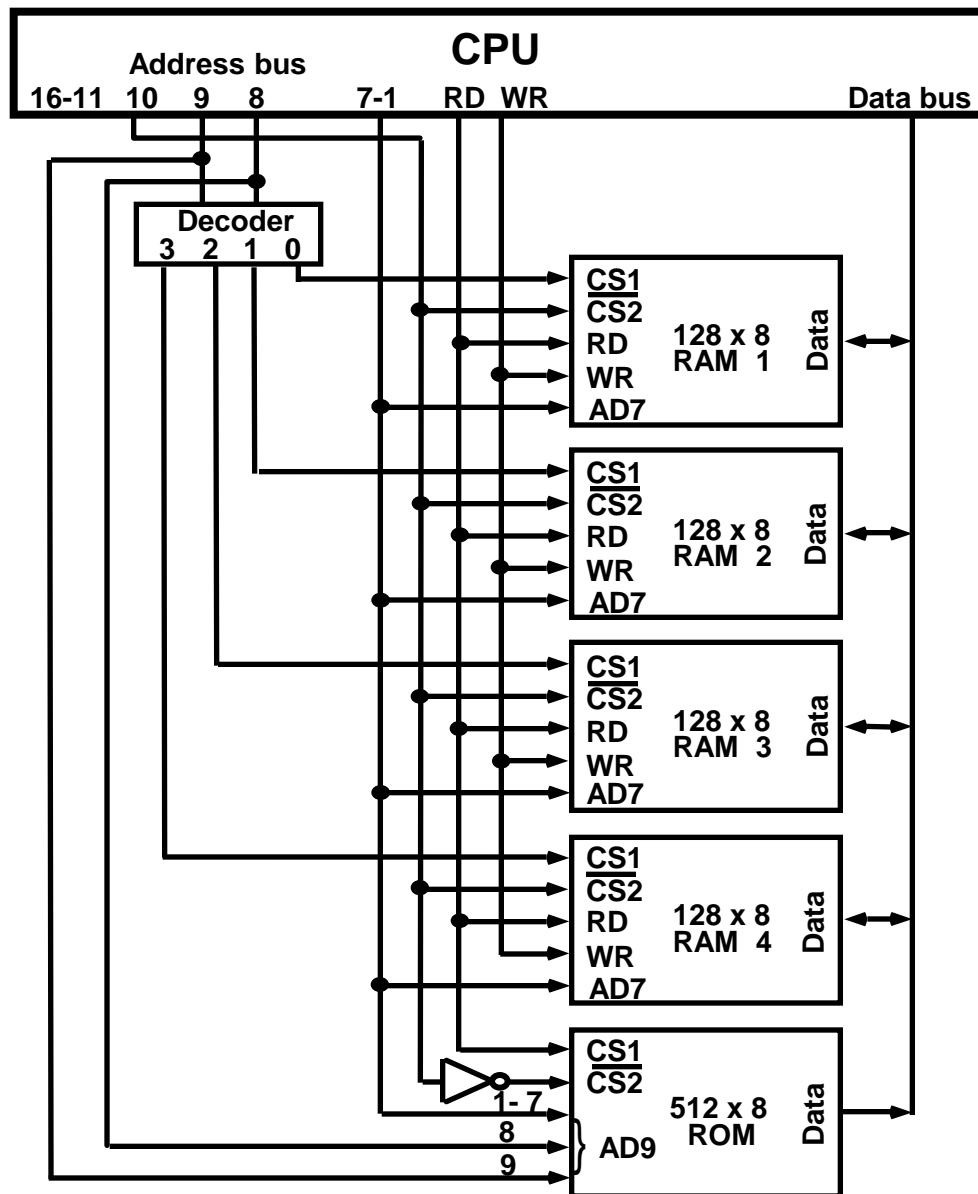 CPU
Address bus
16-11 10 9 8 7-1 RD WR Data bus
Decoder
3 2 1 0
CS1
CS2
RD
WR
AD7
128 x 8
RAM 1
Data
CS1
CS2
RD
WR
AD7
128 x 8
RAM 2
Data
CS1
CS2
RD
WR
AD7
128 x 8
RAM 3
Data
CS1
CS2
RD
WR
AD7
128 x 8
RAM 4
Data
CS1
CS2
1- 7
8
9
} AD9
512 x 8
ROM
Data